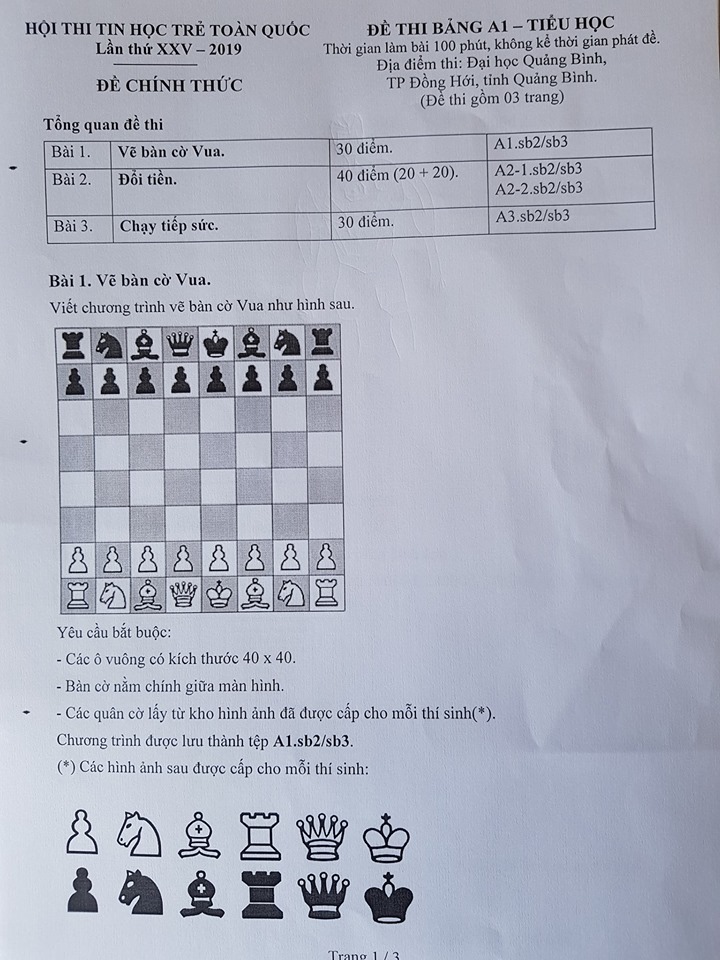 HỘI THI TIN HỌC TRẺ TOÀN QUỐC
Lần thứ XXV – 2019
ĐỀ CHÍNH THỨC
ĐỀ THI BẢNG A1 – TIỂU HỌC
Thời gian làm bài 100 phút, không kể thời gian phát đề.
Địa điểm thi: Đại học Quảng Bình,
TP Đồng Hới, tỉnh Quảng Bình.
(Đề thi gồm 03 trang)
Tổng quan đề thi
Bài 1. Vẽ bàn cờ Vua. 30 điểm. A1.sb2/sb3
Bài 2. Đổi tiền. 40 điểm (20 + 20). A2-1.sb2/sb3
A2-2.sb2/sb3
Bài 3. Chạy tiếp sức. 30 điểm. A3.sb2/sb3
Bài 1. Vẽ bàn cờ Vua.
Viết chương trình vẽ bàn cờ Vua như hình sau.
Yêu cầu bắt buộc:
- Các ô vuông có kích thước 40 x 40.
- Bàn cờ nằm chính giữa màn hình.
- Các quân cờ lấy từ kho hình ảnh đã được cấp cho mỗi thí sinh(*).
Chương trình được lưu thành tệp A1.sb2/sb3.
(*) Các hình ảnh sau được cấp cho mỗi thí sinh:
Trang 1 / 3